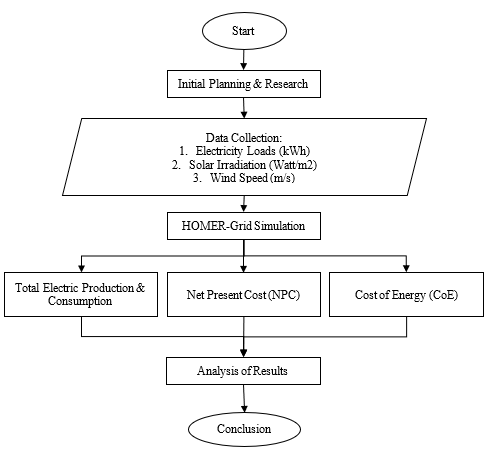 Start
Initial Planning & Research
Data Collection:
1. Electricity Loads (kWh)
2. Solar Irradiation (Watt/m2)
3. Wind Speed (m/s)
HOMER-Grid Simulation
Total Electric Production &
Consumption
Net Present Cost (NPC)
Cost of Energy (CoE)
Analysis of Results
Conclusion